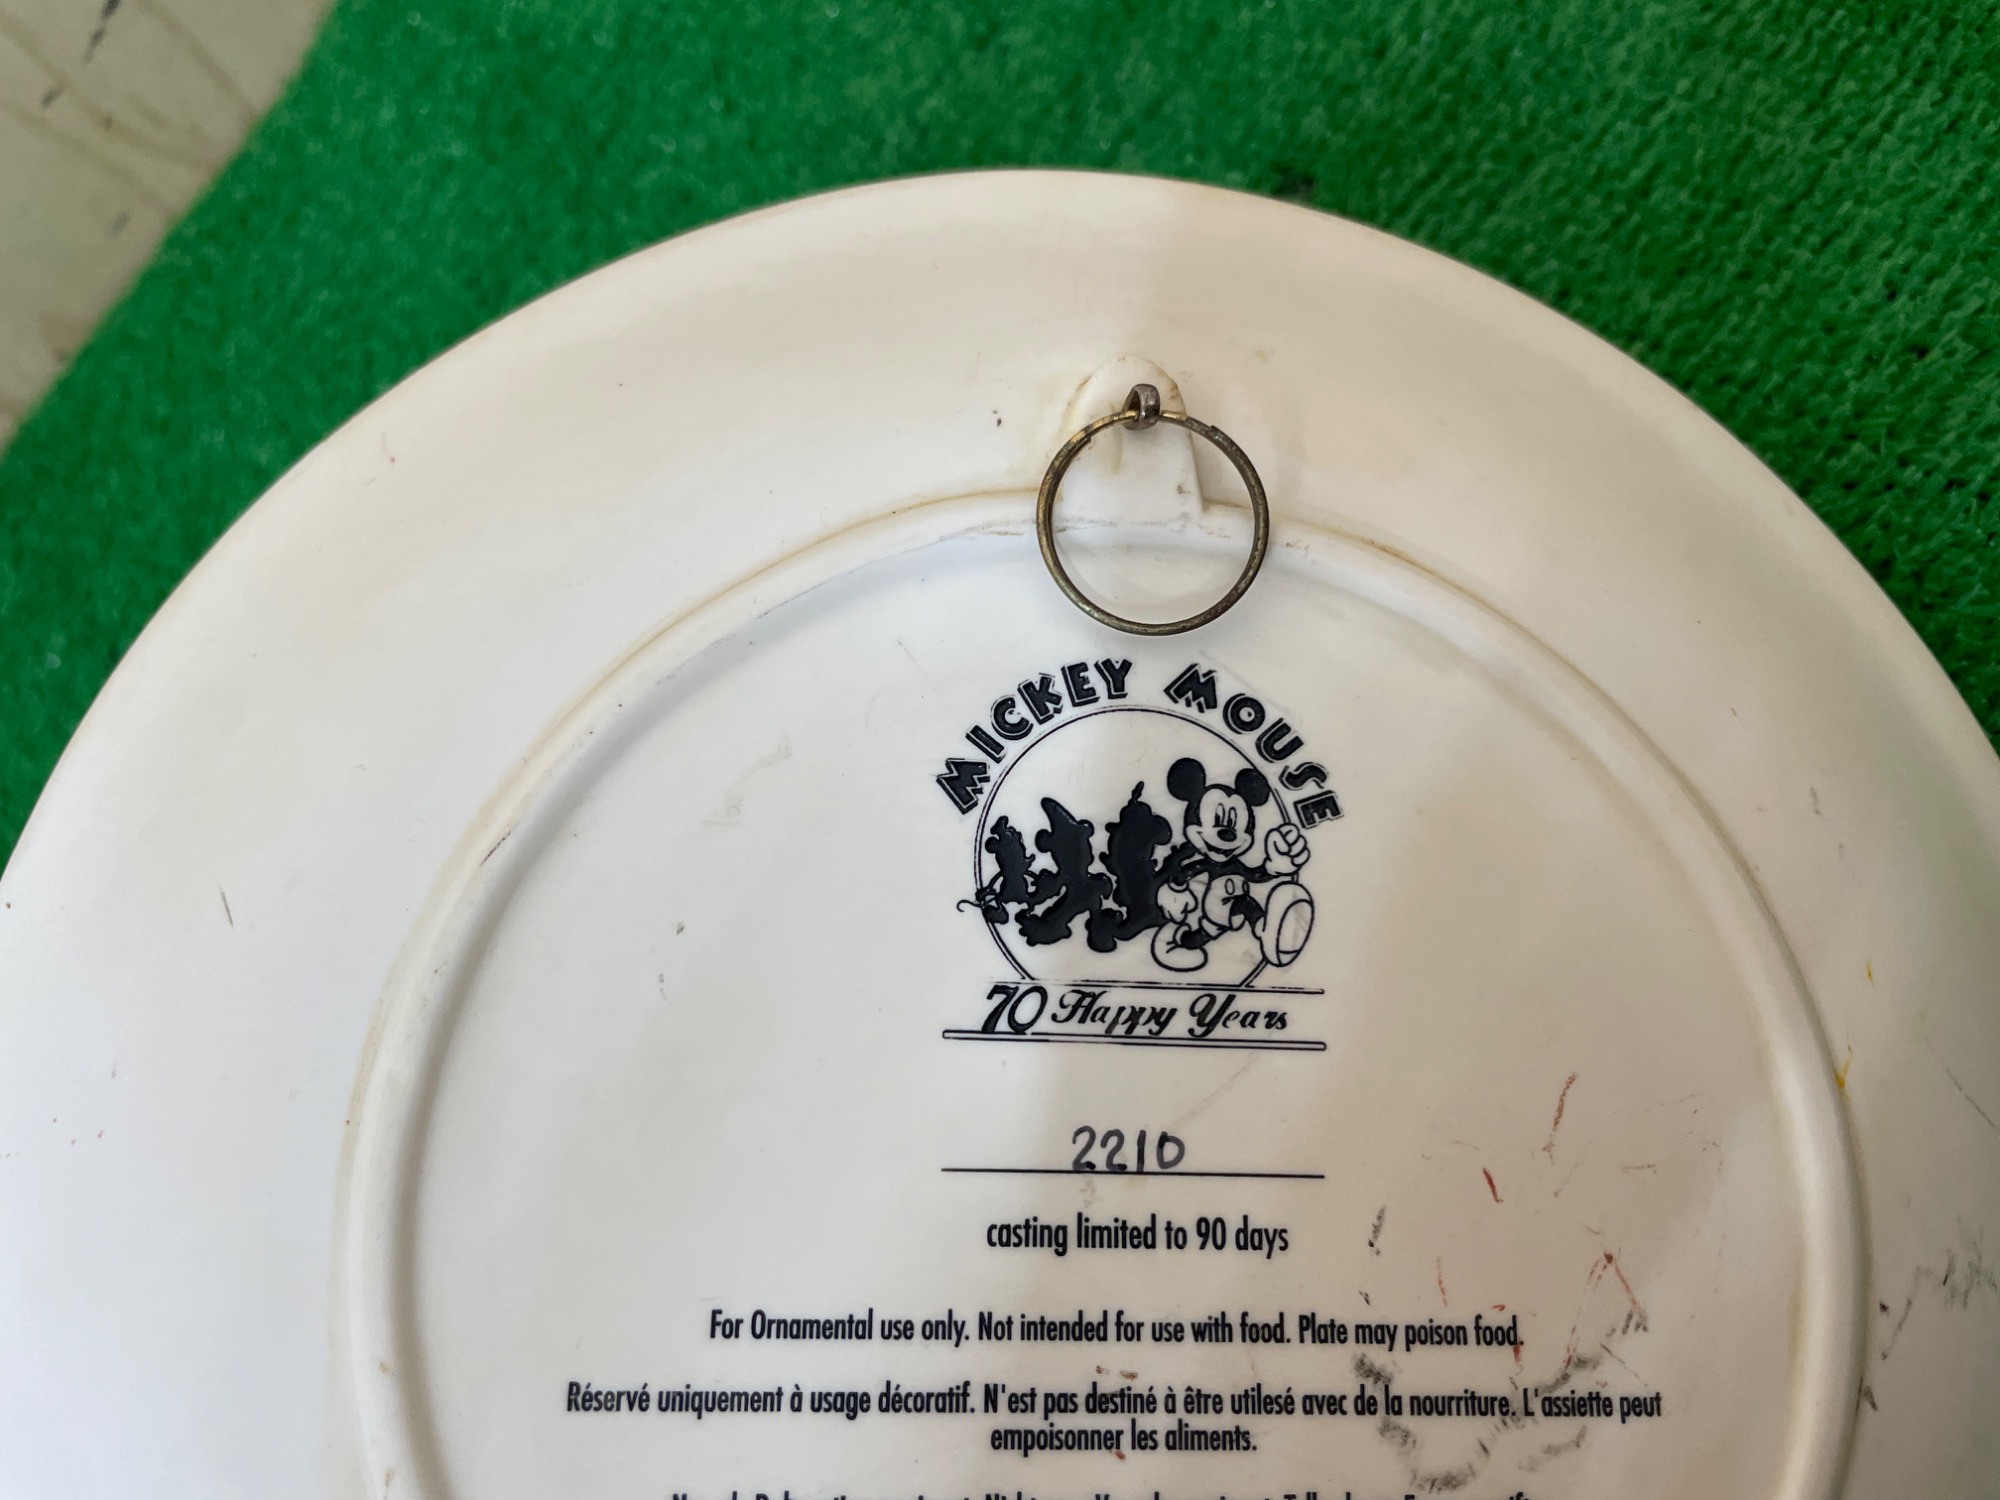 MICKEY MOUSE
70 Happy Years
2210
casting limited to 90 days
For Ornamental use only. Not intended for use with food. Plate may poison food.
Réservé uniquement à usage décoratif. N'est pas destiné à être utilesé avec de la nourriture. L'assiette peut
empoisonner les aliments.